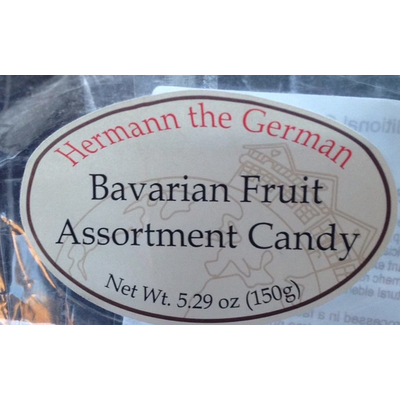 Hermann the German
Bavarian Fruit
Assortment Candy
Net Wt. 5.29 oz (150g)